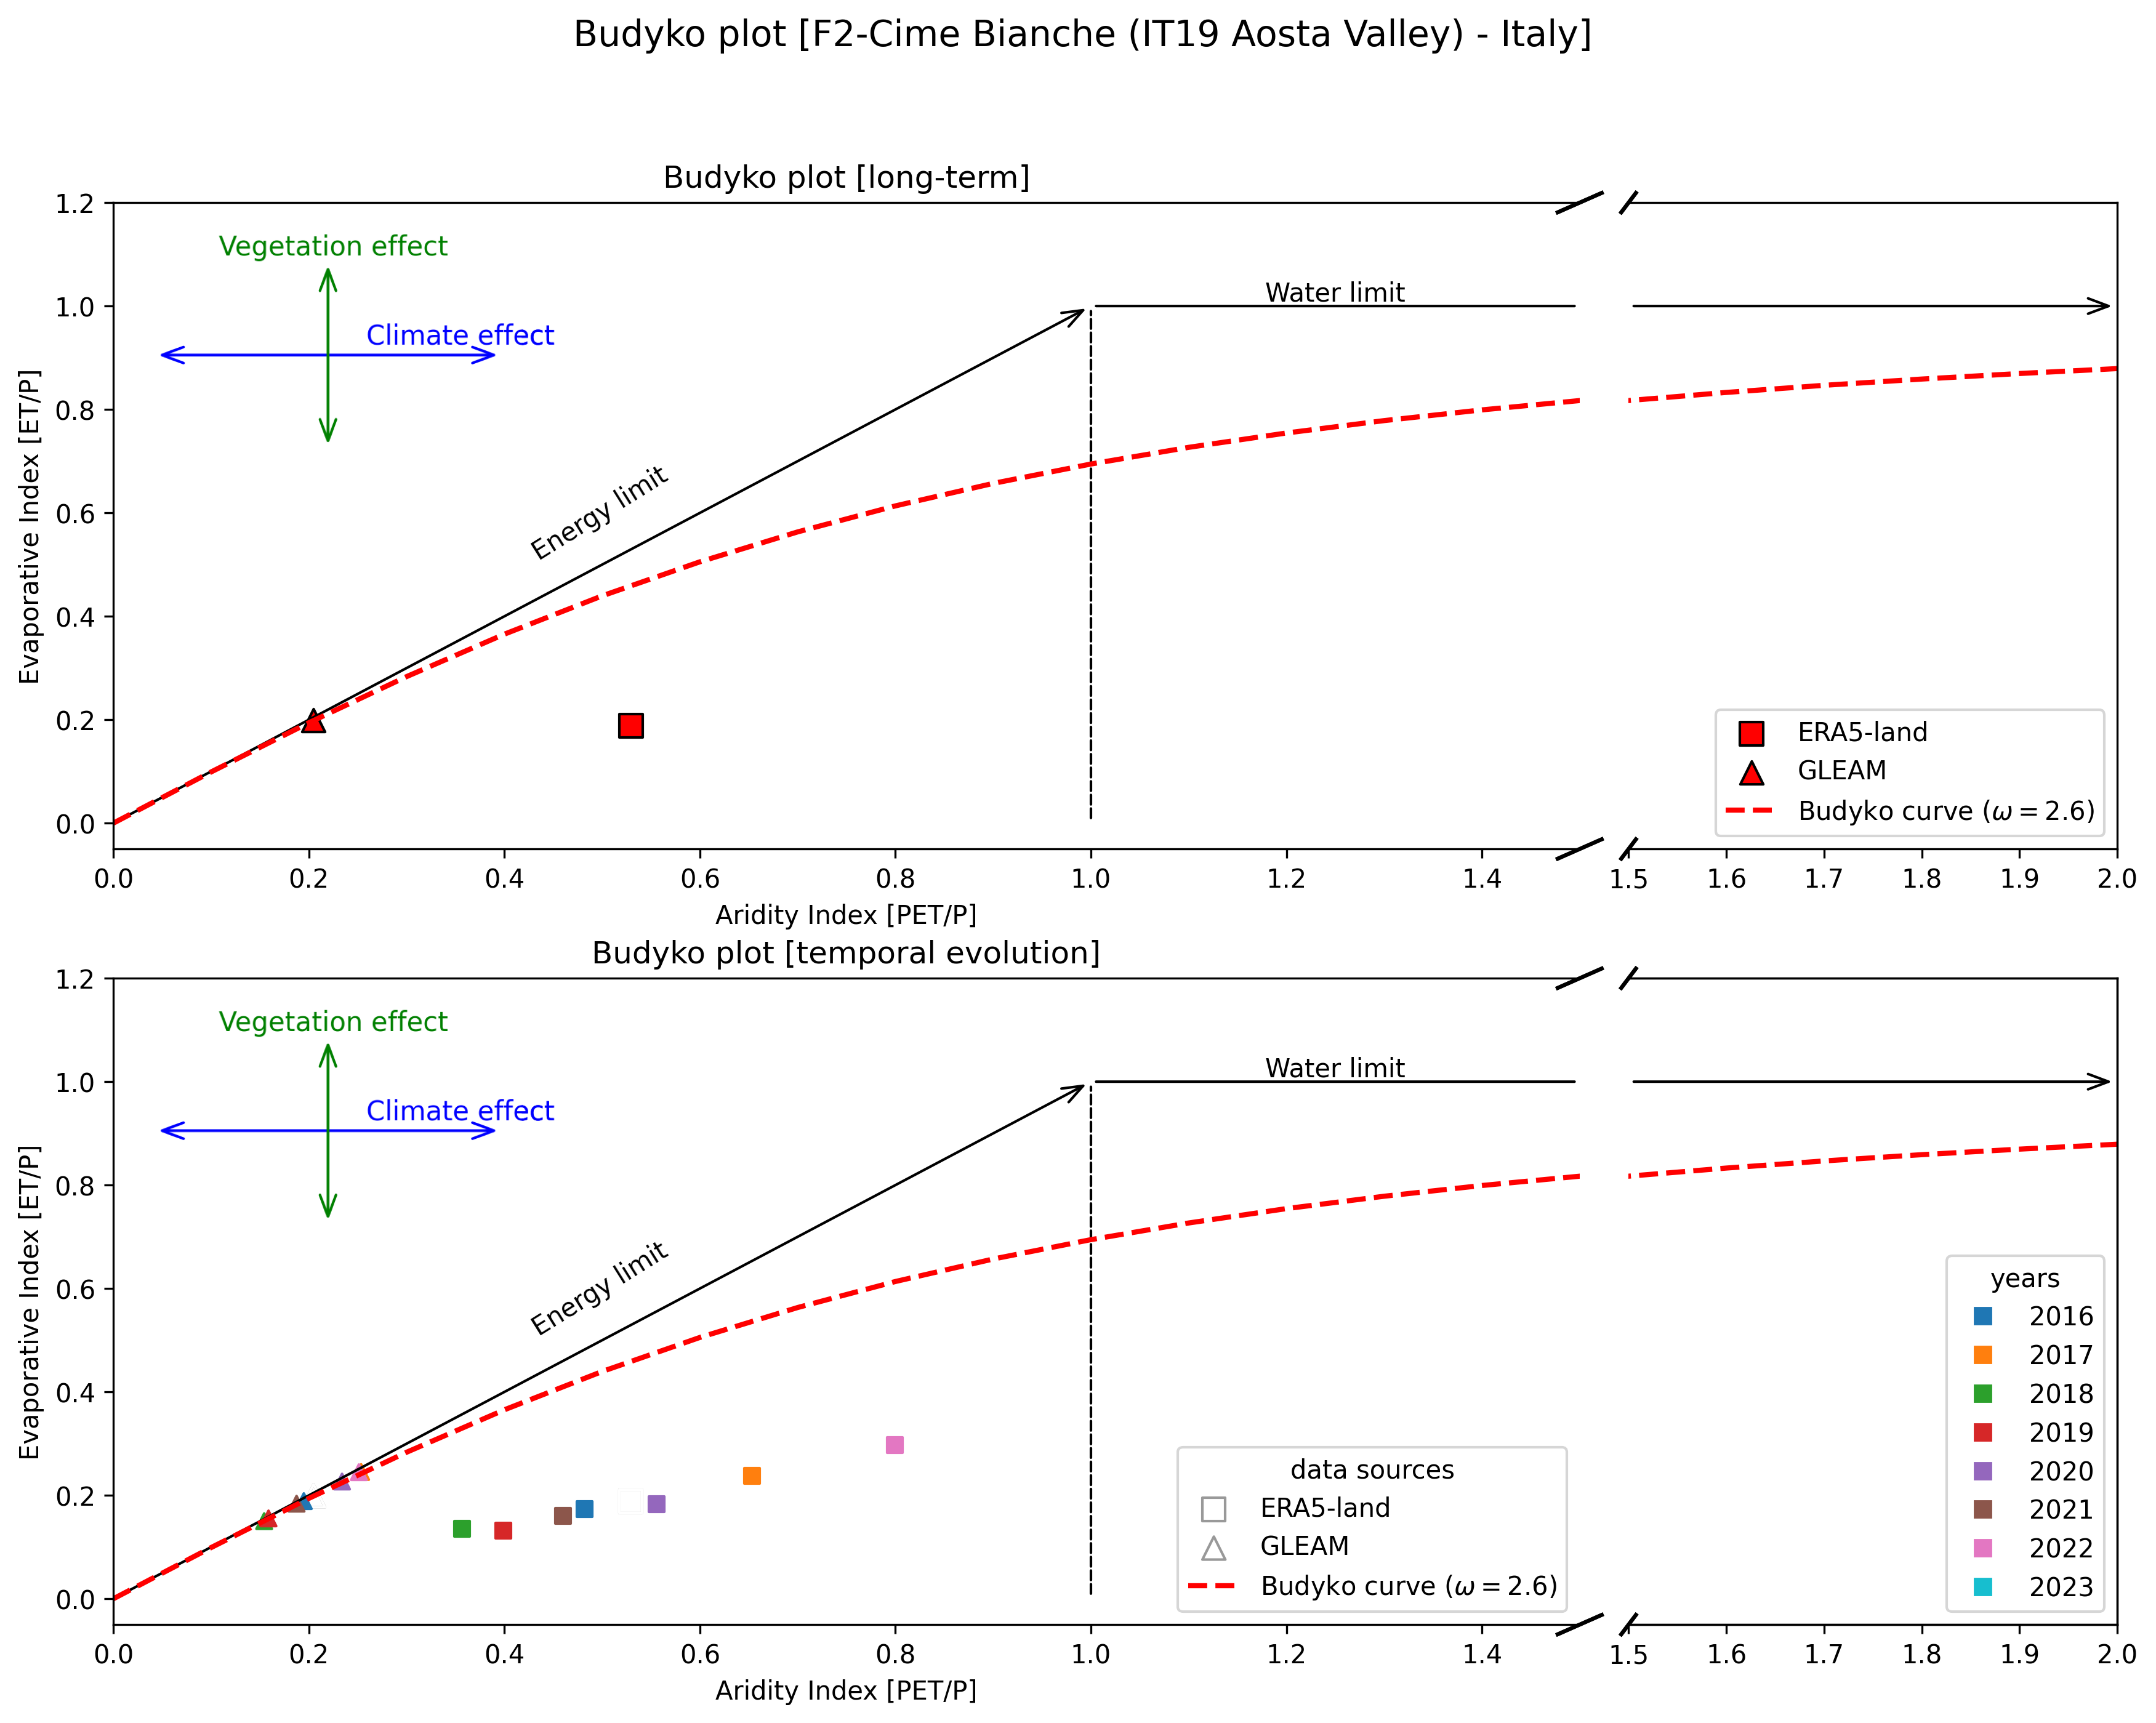 Budyko plot [F2-Cime Bianche (IT19 Aosta Valley) - Italy]
Budyko plot [long-term]
1.2
1.0
0.8
0.6
0.4
0.2
0.0
Evaporative Index [ET/P]
Vegetation effect
Climate effect
Energy limit
Water limit
ERA5-land
GLEAM
Budyko curve (ω = 2.6)
0.0 0.2 0.4 0.6 0.8 1.0 1.2 1.4 1.5 1.6 1.7 1.8 1.9 2.0
Aridity Index [PET/P]
Budyko plot [temporal evolution]
1.2
1.0
0.8
0.6
0.4
0.2
0.0
Evaporative Index [ET/P]
Vegetation effect
Climate effect
Energy limit
Water limit
data sources
ERA5-land
GLEAM
Budyko curve (ω = 2.6)
years
2016
2017
2018
2019
2020
2021
2022
2023
0.0 0.2 0.4 0.6 0.8 1.0 1.2 1.4 1.5 1.6 1.7 1.8 1.9 2.0
Aridity Index [PET/P]